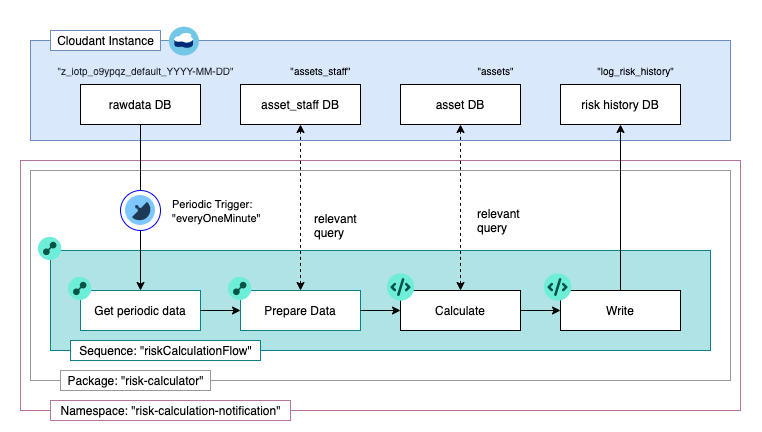 Cloudant Instance
"z_iotp_o9ypqz_default_YYYY-MM-DD"
"assets_staff"
"assets"
"log_risk_history"
rawdata DB
asset_staff DB
asset DB
risk history DB
Periodic Trigger:
"everyOneMinute"
relevant
query
relevant
query
</>
</>
Get periodic data
Prepare Data
Calculate
Write
Sequence: "riskCalculationFlow"
Package: "risk-calculator"
Namespace: "risk-calculation-notification"